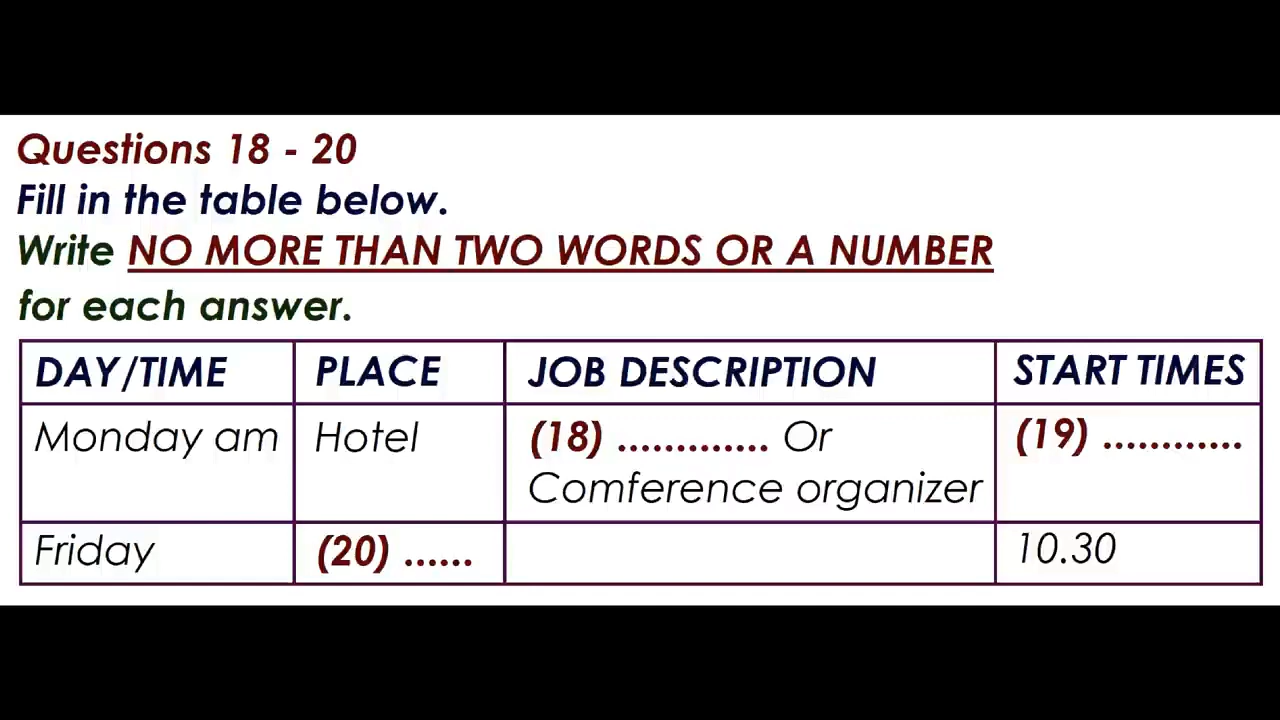 Questions 18 - 20
Fill in the table below.
Write NO MORE THAN TWO WORDS OR A NUMBER
for each answer.
DAY/TIME PLACE JOB DESCRIPTION START TIMES
Monday am Hotel (18) ............. Or (19) ............
Comference organizer
Friday (20) ...... 10.30